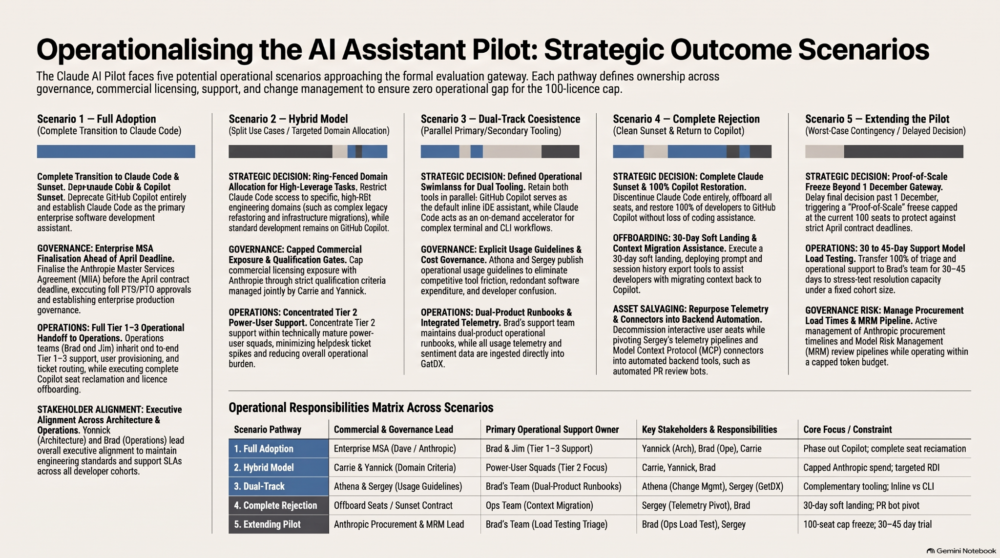 Operationalising the AI Assistant Pilot: Strategic Outcome Scenarios
The Claude AI Pilot faces five potential operational scenarios approaching the formal evaluation gateway. Each pathway defines ownership across
governance, commercial licensing, support, and change management to ensure zero operational gap for the 100-licence cap.
Scenario 1 — Full Adoption
(Complete Transition to Claude Code)
Complete Transition to Claude Code &
Sunset. & Copilot
Sunset. Deprecate GitHub Copilot entirely
and establish Claude Code as the primary
enterprise software development
assistant.
GOVERNANCE: Enterprise MSA
Finalisation Ahead of April Deadline.
Finalise the Anthropie Master Services
Agreement (MIIA) before the April contract
deadline, executing foll PTS/PTO approvals
and establishing enterprise production
governance.
OPERATIONS: Full Tier 1–3 Operational
Handoff to Operations. Operations
teams (Brad ond Jim) inherit ond to-end
Tier 1–3 support, user provisioning, and
ticket routing, while executing complete
Copilot seat reclamation and licence
offboarding.
STAKEHOLDER ALIGNMENT: Executive
Alignment Across Architecture &
Operations. Yonnick
(Architecture) and Brad (Operations) lead
overall executive alignment to maintain
engineering standards and support SLAs
across all developer cohorts.
Scenario 2 — Hybrid Model
(Split Use Cases / Targeted Domain Allocation)
STRATEGIC DECISION: Ring-Fenced Domain
Allocation for High-Leverage Tasks. Restrict
Claude Code sccess to specific,
engineering domains (such as complex legacy
refastoring and infrastructure migrations), while
standard development remains on GitHub Copilot.
GOVERNANCE: Capped Commercial
Exposure & Qualification Gates. Cap
commercial licensing exposure with
Anthropie through strict qualification criteria
managed jointly by Carrie and Yannick.
OPERATIONS: Concentrated Tier 2
Power-User Support. Concentrate Tier 2
support within technically mature power-
user squads, minimizing helpdesk ticket
spikes and reducing overall operational
burden.
Scenario 3 — Dual-Track Coesistence
(Parallel Primary/Secondary Tooling)
STRATEGIC DECISION: Defined Operational
Swimlanss for Dual Tooling. Retain both
tools in parallel: GitHub Copilot serves as
the default inline iDE assistant, while Claude
Code acts as an on-demand accelerator for
complex terminal and CLI workflows.
GOVERNANCE: Explicit Usage Guidelines &
Cost Governance. Athona and Sergey publish
operational usage guidelines to eliminate
competitive tool friction, redondant software
expenditure, and developer confusion.
OPERATIONS: Dual-Product Runbooks &
Integrated Telemetry. Brad's support team
maintains dual-product operational
runbooks, while all usage telemetry and
sentiment data are ingested directly into
GatDX.
Scenario 4 — Complete Rejection
(Clean Sunset & Return to Copilot)
STRATEGIC DECISION: Complete Claude
Sunset & 100% Copilot Restoration.
Discentinue Claude Code entirely, offboard all
seats, and restore 100% of developers to GitHub
Copilot without loss of coding assistance.
OFFBOARDING: 30-Day Soft Landing &
Context Migration Assistance. Execute a
30-day soft landing, deploying prompt and
session history export tools to assist
developers with migrating context back to
Copilot.
ASSET SALVAGING: Repurpose Telemetry
& Connectors into Backend Automation.
Decommission interactive user aeats while
pivoting Sergey's telemetry pipelines and
Model Context Protocol (MCP) connectors
into automated backend tools, such as
automated PR review bots.
Scenario 5 — Extending the Pilot
(Worst-Case Contingency / Delayed Decision)
STRATEGIC DECISION: Proof-of-Scale
Freeze Beyond 1 December Gateway.
Delay final decision past 1 December,
triggering a "Proof-of-Scale" freese capped
at the current 100 seats to protect against
strict April contract deadlines.
OPERATIONS: 30 to 45-Day Support Model
Load Testing. Transfer 100% of triage and
operational support to Brad's team for 30–45
days to stress-test resolution capacity
under a fixed cohort size.
GOVERNANCE RISK: Manage Procurement
Load Times & MRM Pipeline. Active
management of Anthropic procurement
timelines and Model Risk Management
(MRM) review pipelines while operating within
a capped token budget.
Operational Responsibilities Matrix Across Scenarios
Scenario Pathway Commercial & Governance Lead Primary Operational Support Owner Key Stakeholders & Responsibilities Core Focus / Constraint
1. Full Adoption Enterprise MSA (Dave / Anthropic) Brad & Jim (Tier 1–3 Support) Yannick (Arch), Brad (Ope), Carrie Phase out Copilot; complete seat reciamation
2. Hybrid Model Carrie & Yannick (Domain Criteria) Power-User Squads (Tier 2 Focus) Carrie, Yannick, Brad Capped Anthropic spend; targeted RDI
3. Dual-Track Athena & Sergey (Usage Guidelines) Brad's Team (Dual-Product Runbooks) Athena (Change Mgmt), Sergey (GetDX) Complementary tooling; Inline vs CLI
4. Complete Rejection Offboard Seats / Sunset Contract Ops Team (Context Migration) Sergey (Telemetry Pivot), Brad 30-day soft landing; PR bot pivot
5. Extending Pilot Anthropic Procurement & MRM Lead Brad's Team (Load Testing Triage) Brad (Ops Load Test), Sergey 100-seat cap freeze; 30–45 day trial
Gemini Notebook